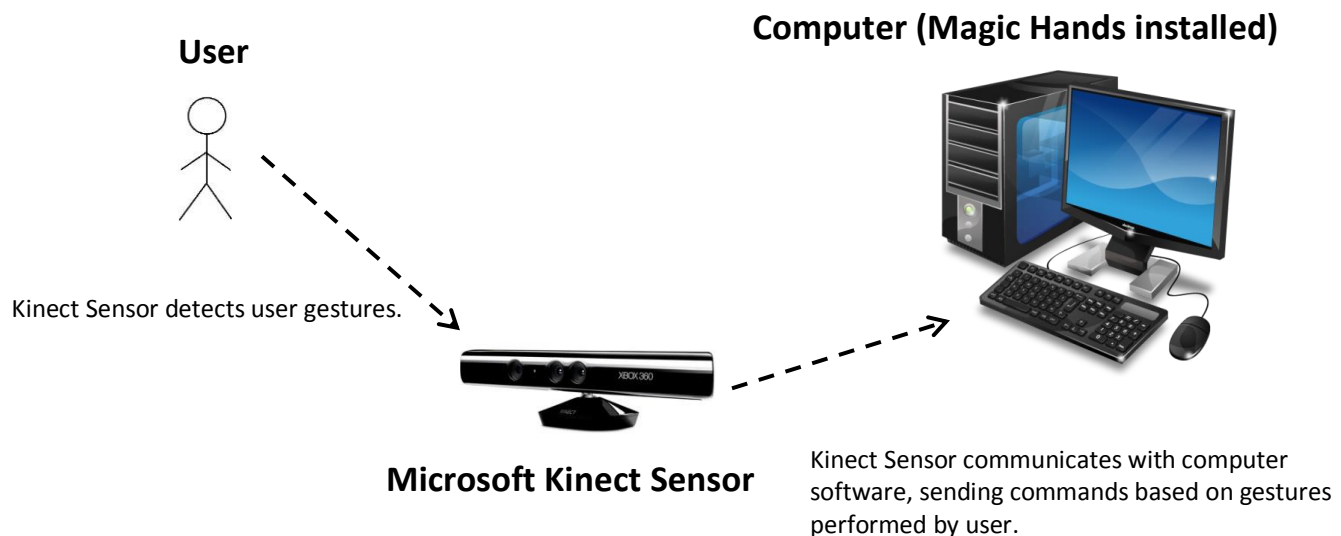 Computer (Magic Hands installed)
User
Kinect Sensor detects user gestures.
XBOX 360
KINECT
Microsoft Kinect Sensor
Kinect Sensor communicates with computer
software, sending commands based on gestures
performed by user.